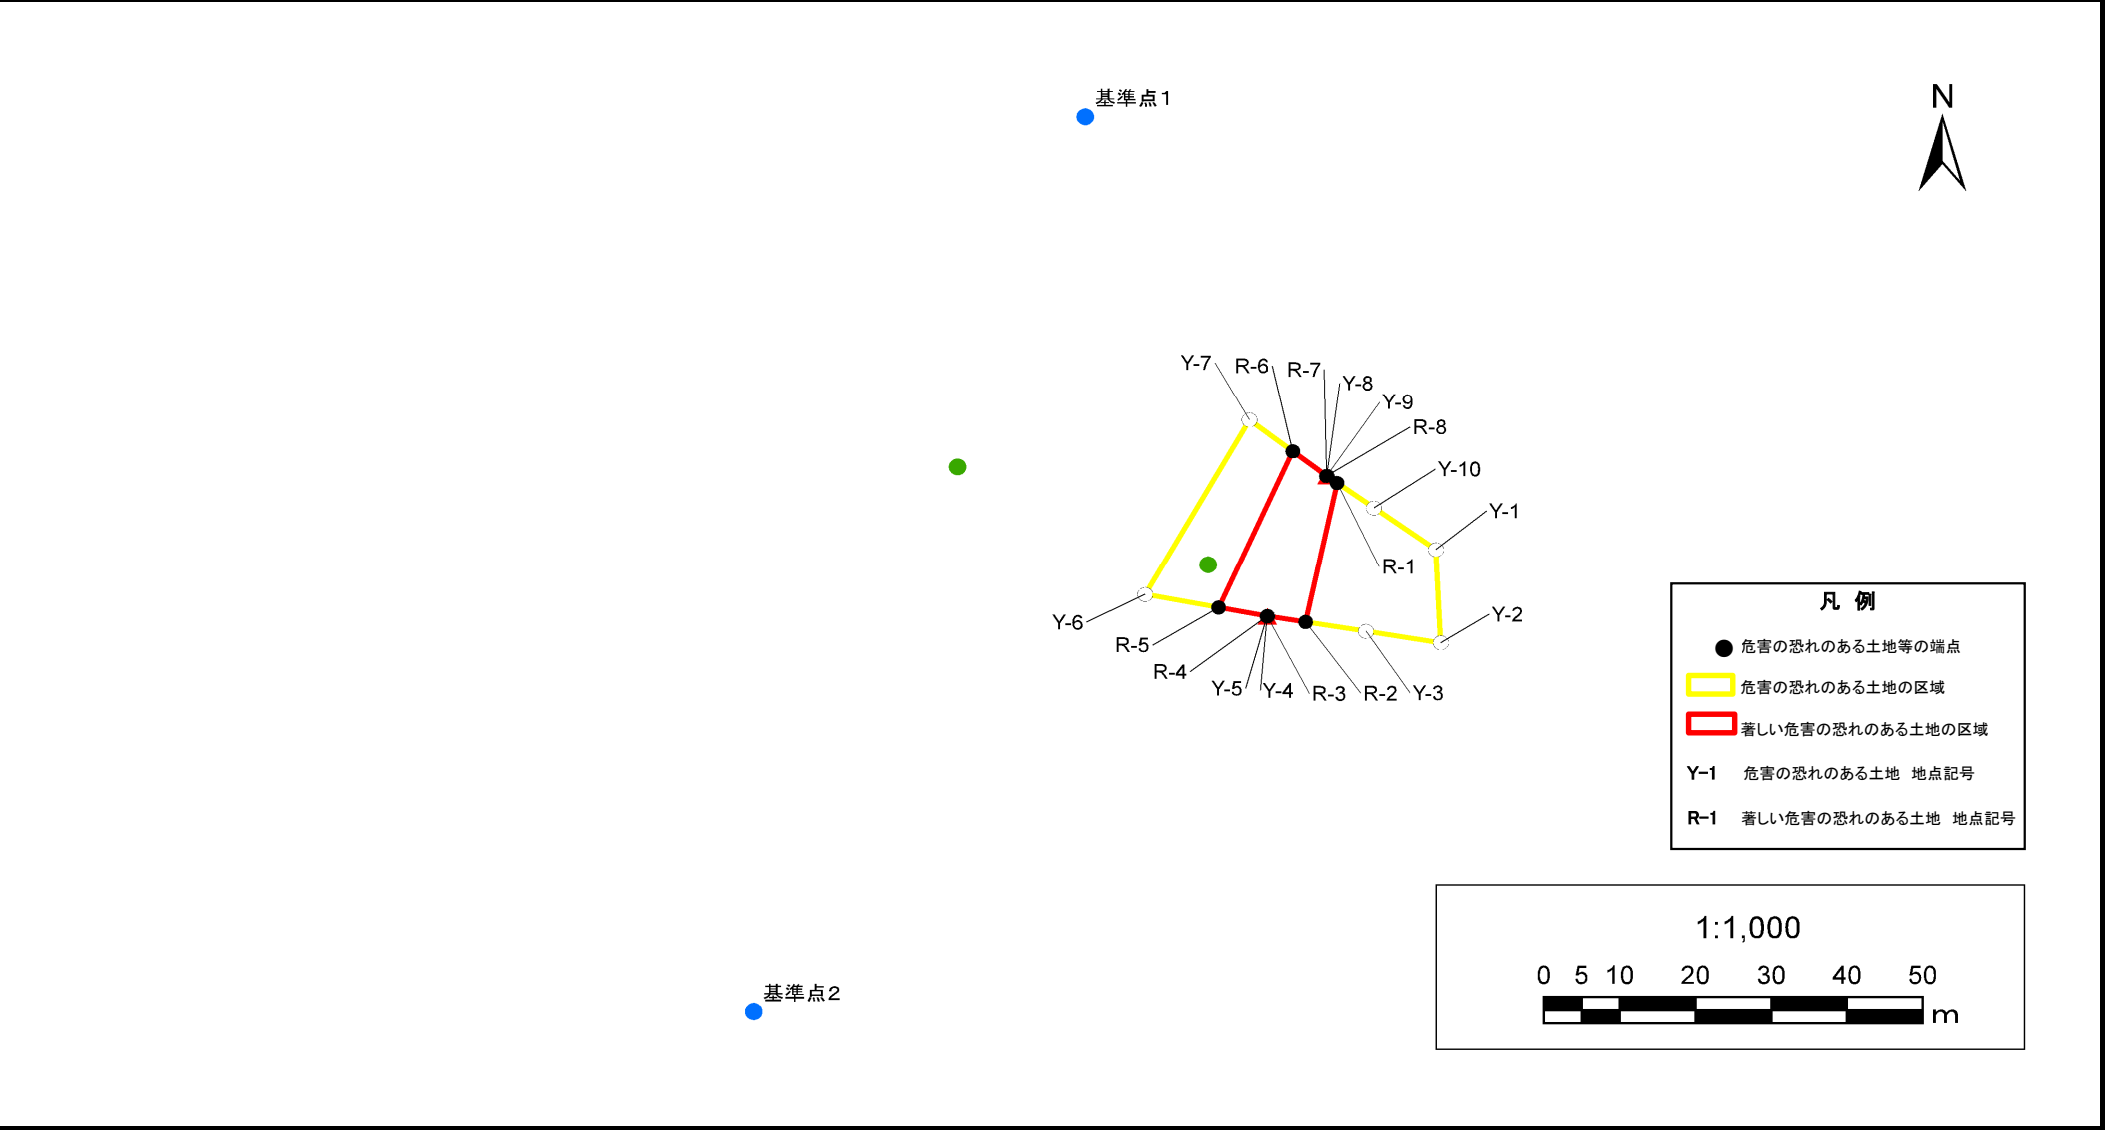 基準点1
N
Y-7
R-6
R-7
Y-8
Y-9
R-8
Y-10
Y-1
R-1
Y-6
Y-2
R-5
R-4
Y-5
Y-4
R-3
R-2
Y-3
凡 例
危害の恐れのある土地等の端点
危害の恐れのある土地の区域
著しい危害の恐れのある土地の区域
Y-1 危害の恐れのある土地 地点記号
R-1 著しい危害の恐れのある土地 地点記号
1:1,000
0 5 10 20 30 40 50
m
基準点2